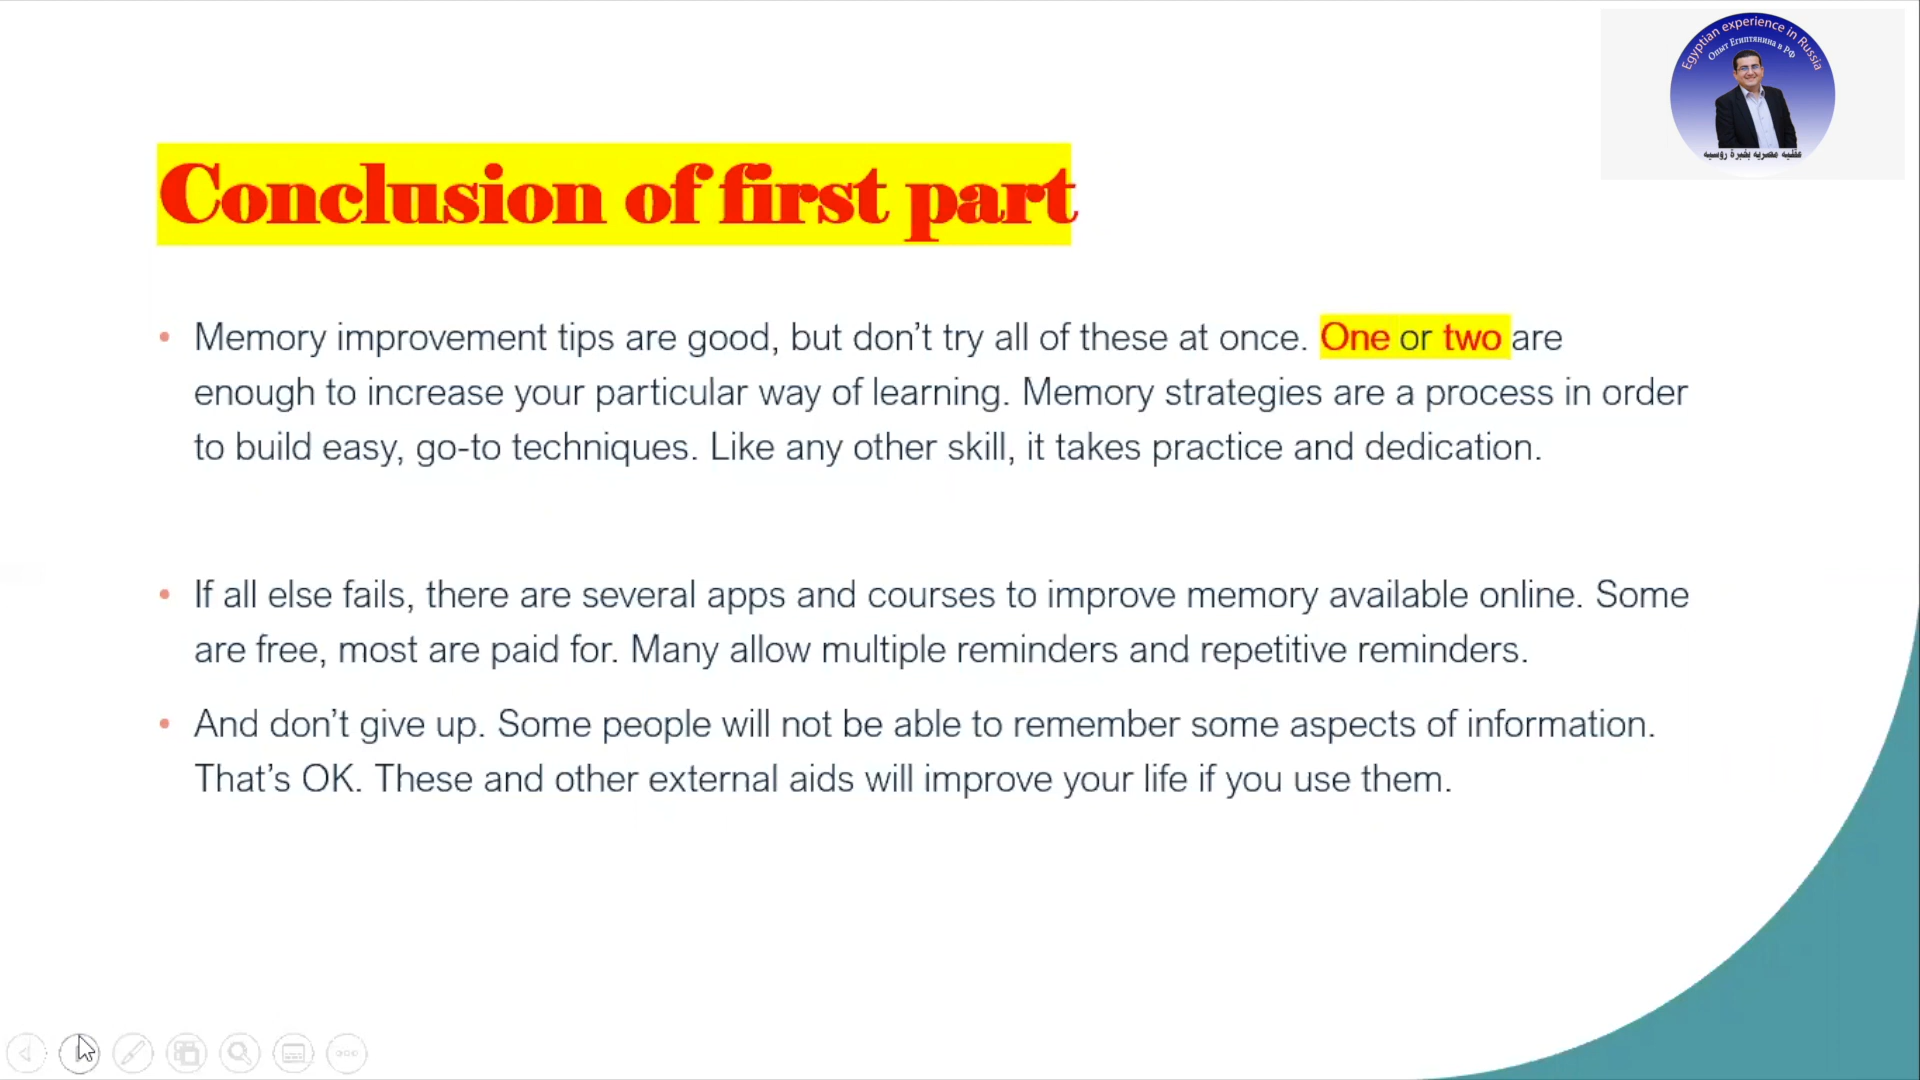 Egyptian experience in Russia
Опыт Египтянина в РФ
عقليه مصريه بخبرة روسيه
Conclusion of first part
• Memory improvement tips are good, but don’t try all of these at once. One or two are
enough to increase your particular way of learning. Memory strategies are a process in order
to build easy, go-to techniques. Like any other skill, it takes practice and dedication.
• If all else fails, there are several apps and courses to improve memory available online. Some
are free, most are paid for. Many allow multiple reminders and repetitive reminders.
• And don’t give up. Some people will not be able to remember some aspects of information.
That’s OK. These and other external aids will improve your life if you use them.